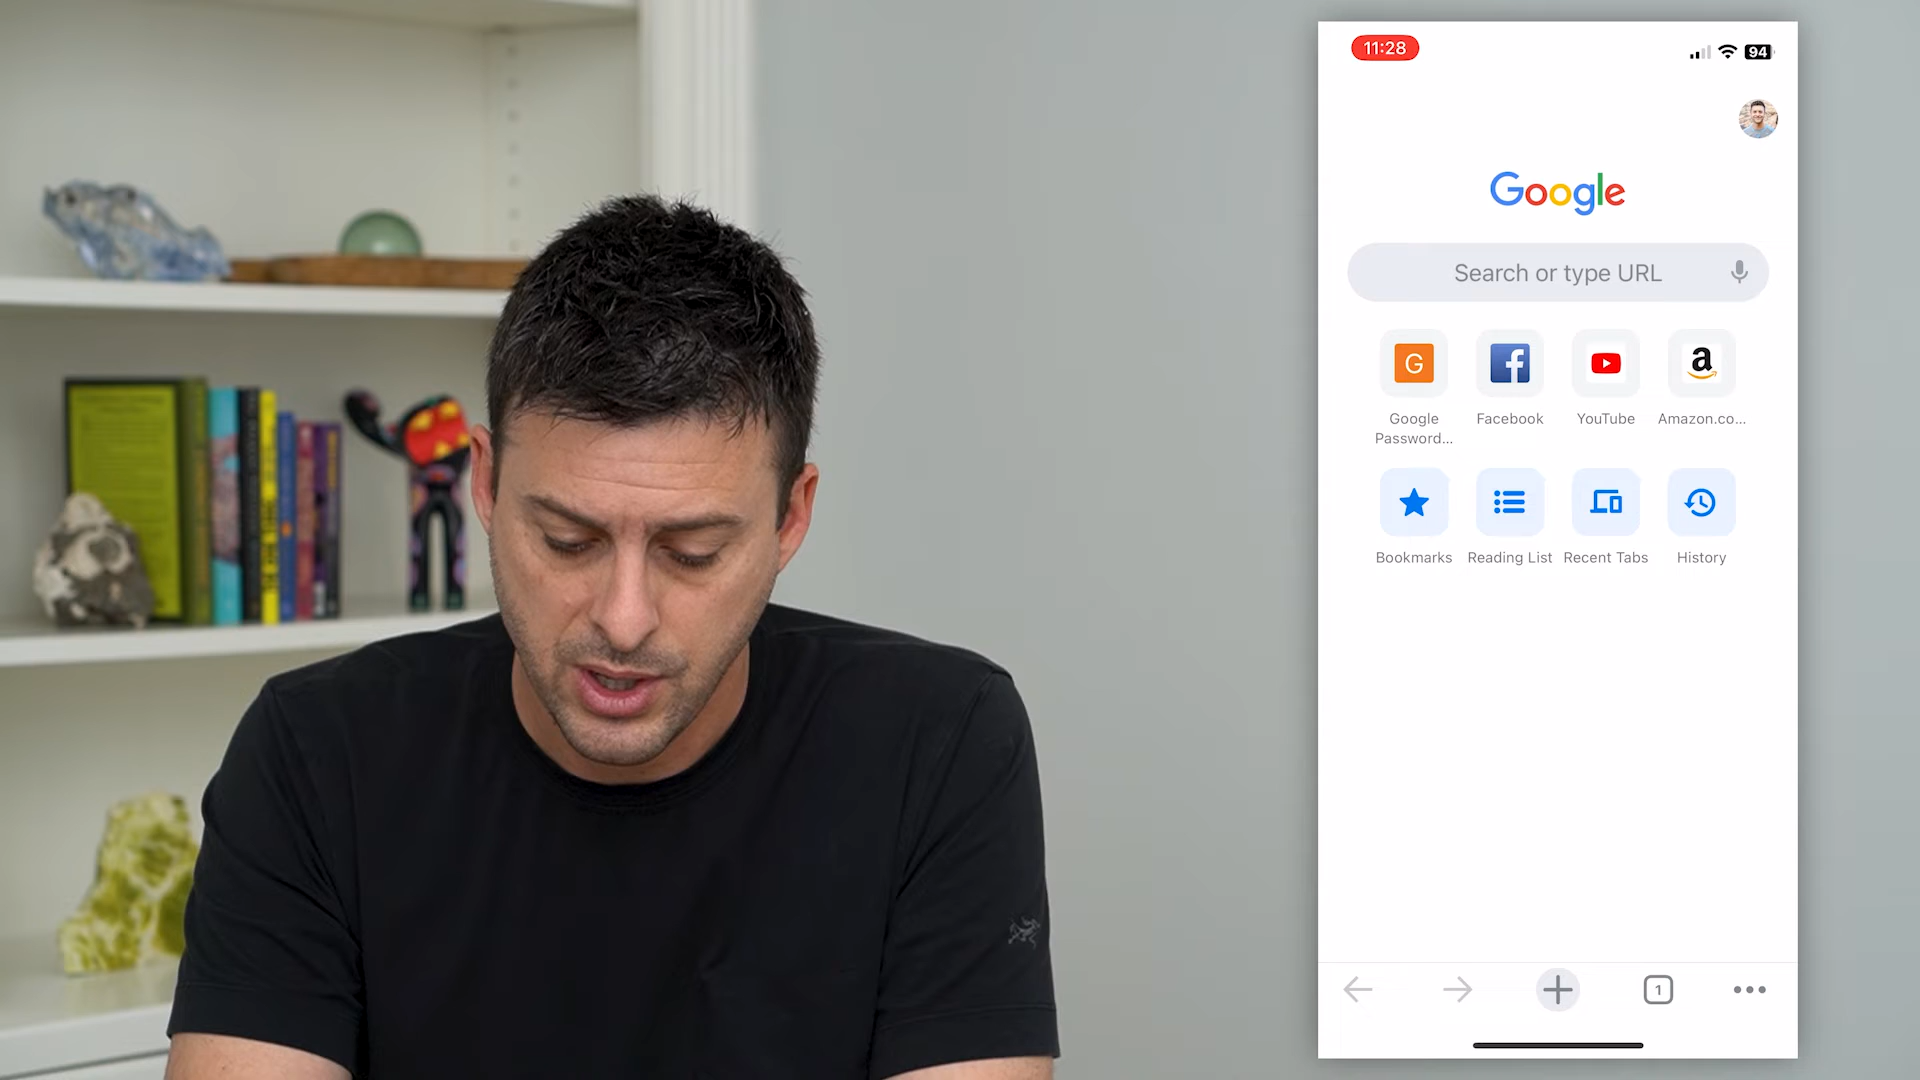 11:28
94
Google
Search or type URL
G
Google
Password...
Facebook
YouTube
a
Amazon.co...
Bookmarks
Reading List
Recent Tabs
History
1